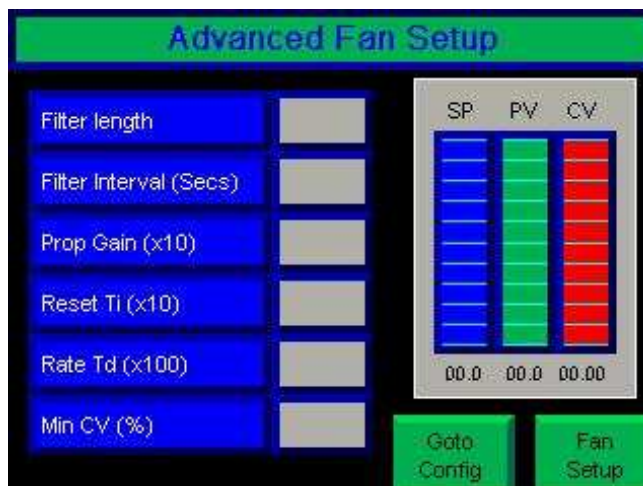 Advanced Fan Setup
Filter length
Filter Interval (Secs)
Prop Gain (x10)
Reset Ti (x10)
Rate Td (x100)
Min CV (%)
SP PV CV
00.0 00.0 00.00
Goto
Config
Fan
Setup